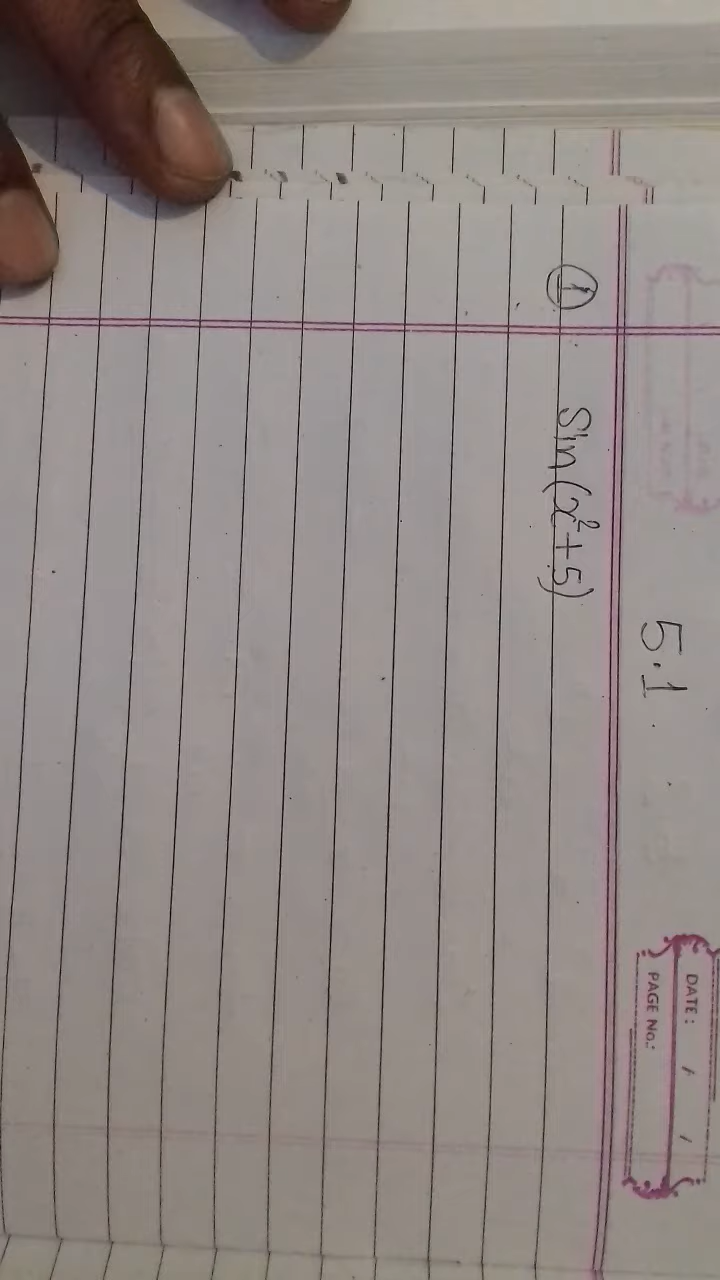 DATE: / /
PAGE No.:
5.1
① Sin(x²+5)